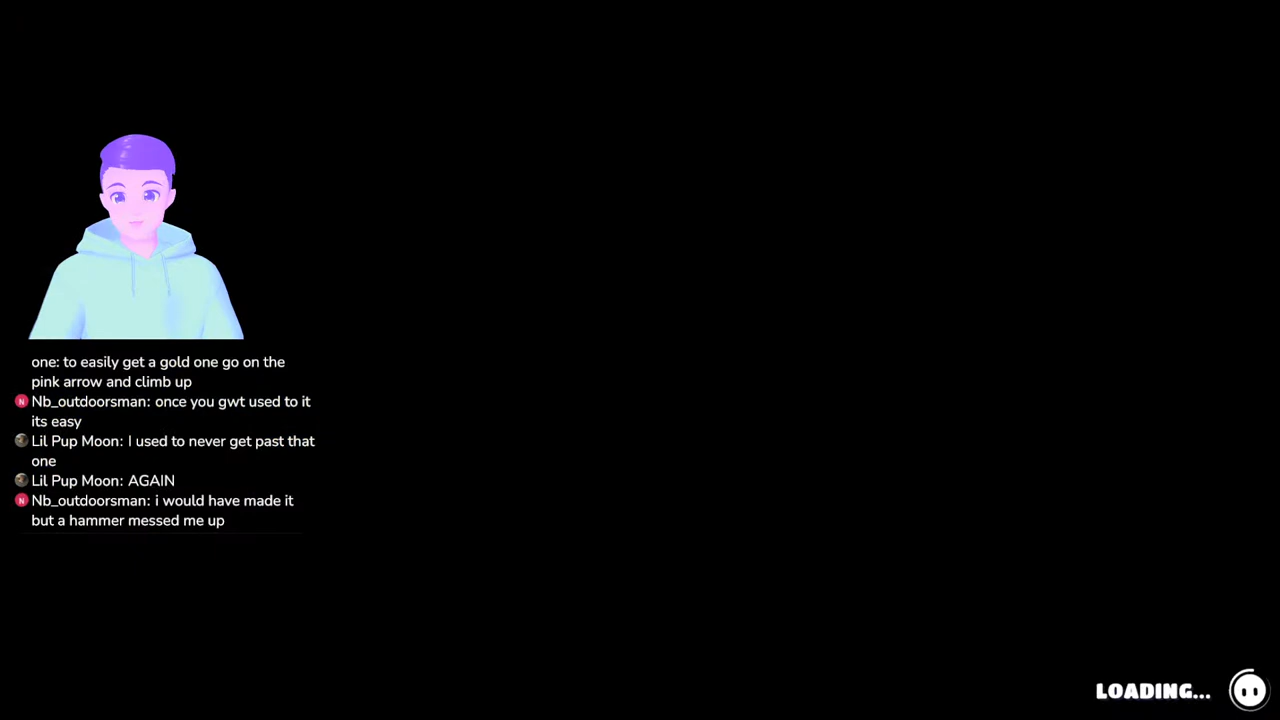 one: to easily get a gold one go on the
pink arrow and climb up
N Nb_outdoorsman: once you gwt used to it
its easy
Lil Pup Moon: I used to never get past that
one
Lil Pup Moon: AGAIN
N Nb_outdoorsman: i would have made it
but a hammer messed me up
LOADING...